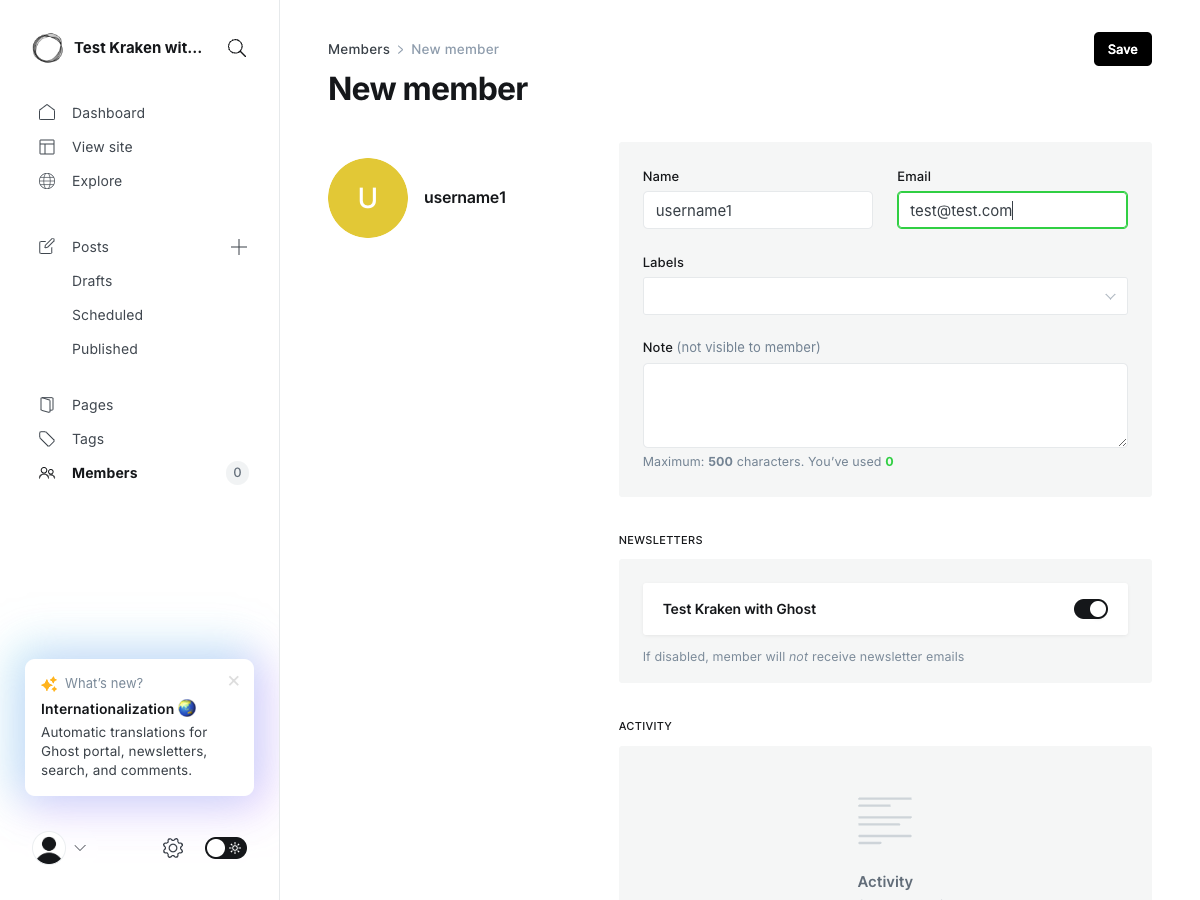 Test Kraken wit...
Dashboard
View site
Explore
Posts
Drafts
Scheduled
Published
Pages
Tags
Members
0
What's new?
Internationalization 🌏
Automatic translations for
Ghost portal, newsletters,
search, and comments.
Members > New member
Save
New member
U
username1
Name
Email
username1
test@test.com
Labels
Note (not visible to member)
Maximum: 500 characters. You've used 0
NEWSLETTERS
Test Kraken with Ghost
If disabled, member will not receive newsletter emails
ACTIVITY
Activity